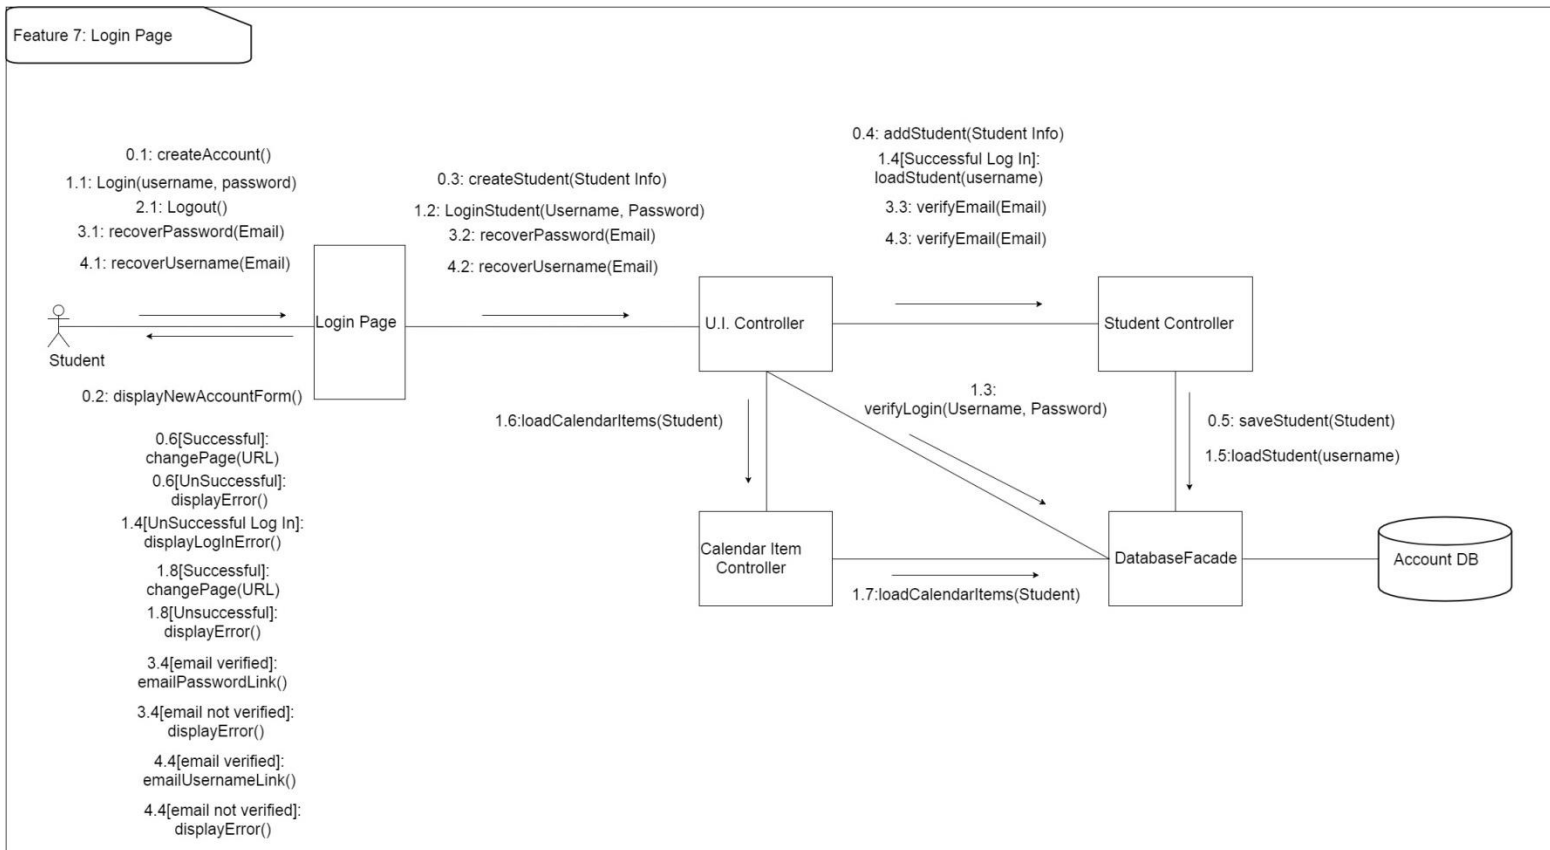 Feature 7: Login Page
0.1: createAccount()
1.1: Login(username, password)
2.1: Logout()
3.1: recoverPassword(Email)
4.1: recoverUsername(Email)
0.3: createStudent(Student Info)
1.2: LoginStudent(Username, Password)
3.2: recoverPassword(Email)
4.2: recoverUsername(Email)
0.4: addStudent(Student Info)
1.4[Successful Log In]:
loadStudent(username)
3.3: verifyEmail(Email)
4.3: verifyEmail(Email)
Student
Login Page
U.I. Controller
Student Controller
0.2: displayNewAccountForm()
0.6[Successful]:
changePage(URL)
0.6[UnSuccessful]:
displayError()
1.4[UnSuccessful Log In]:
displayLogInError()
1.8[Successful]:
changePage(URL)
1.8[Unsuccessful]:
displayError()
3.4[email verified]:
emailPasswordLink()
3.4[email not verified]:
displayError()
4.4[email verified]:
emailUsernameLink()
4.4[email not verified]:
displayError()
1.6:loadCalendarItems(Student)
1.3:
verifyLogin(Username, Password)
0.5: saveStudent(Student)
1.5:loadStudent(username)
Calendar Item
Controller
1.7:loadCalendarItems(Student)
DatabaseFacade
Account DB